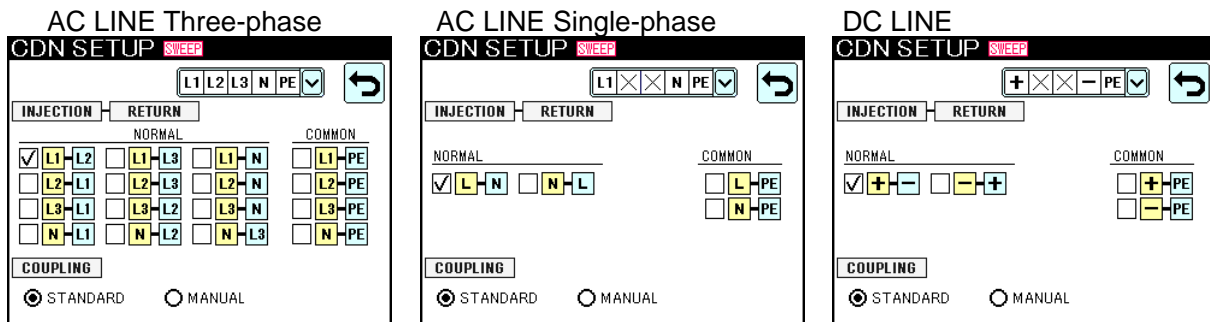 AC LINE Three-phase
CDN SETUP SWEEP
L1 L2 L3 N PE
INJECTION RETURN
NORMAL COMMON
L1-L2 L1-L3 L1-N L1-PE
L2-L1 L2-L3 L2-N L2-PE
L3-L1 L3-L2 L3-N L3-PE
N-L1 N-L2 N-L3 N-PE
COUPLING
STANDARD MANUAL
AC LINE Single-phase
CDN SETUP SWEEP
L1 N PE
INJECTION RETURN
NORMAL COMMON
L-N N-L L-PE
N-PE
COUPLING
STANDARD MANUAL
DC LINE
CDN SETUP SWEEP
+ - PE
INJECTION RETURN
NORMAL COMMON
+-- --+ +-PE
--PE
COUPLING
STANDARD MANUAL